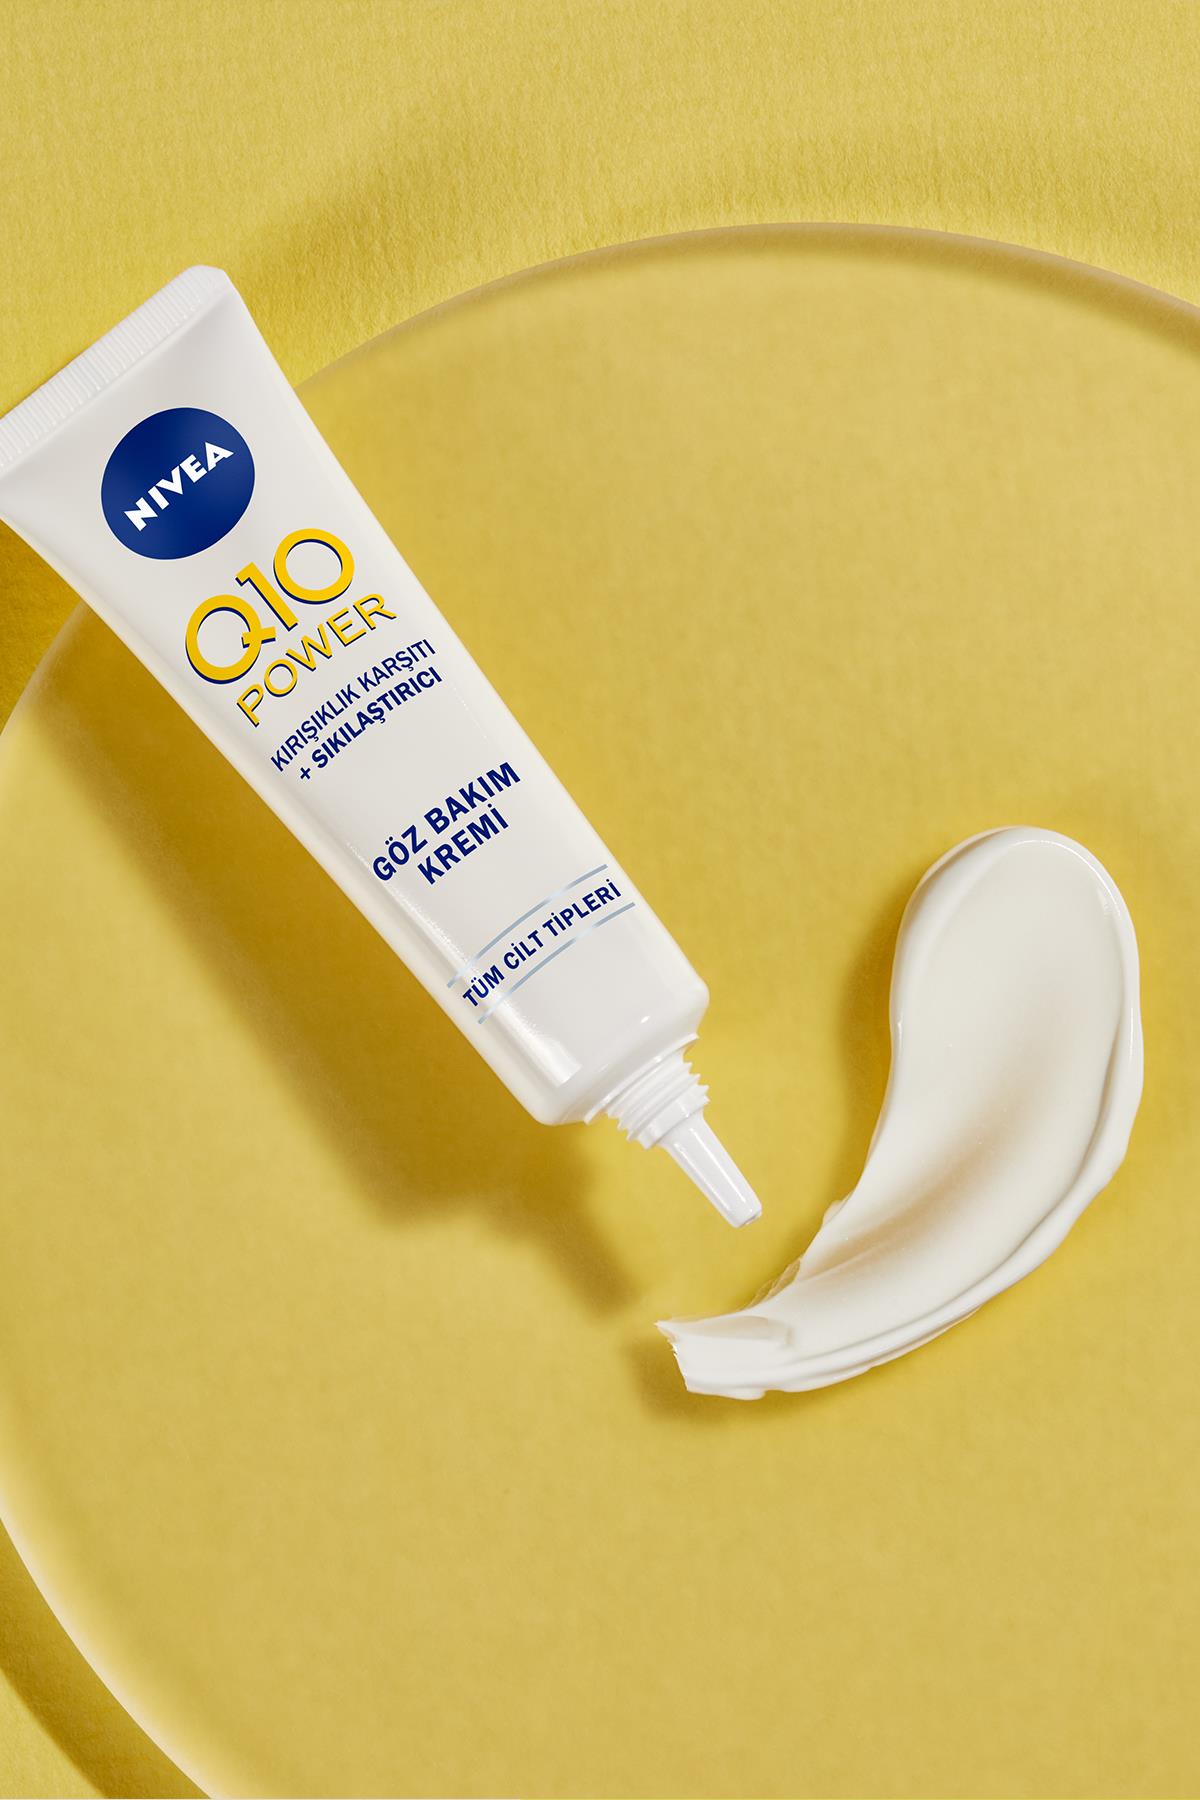 NIVEA
Q10
POWER
KIRIŞIKLIK KARŞITI
+ SIKILAŞTIRICI
GÖZ BAKIM
KREMİ
TÜM CİLT TİPLERİ